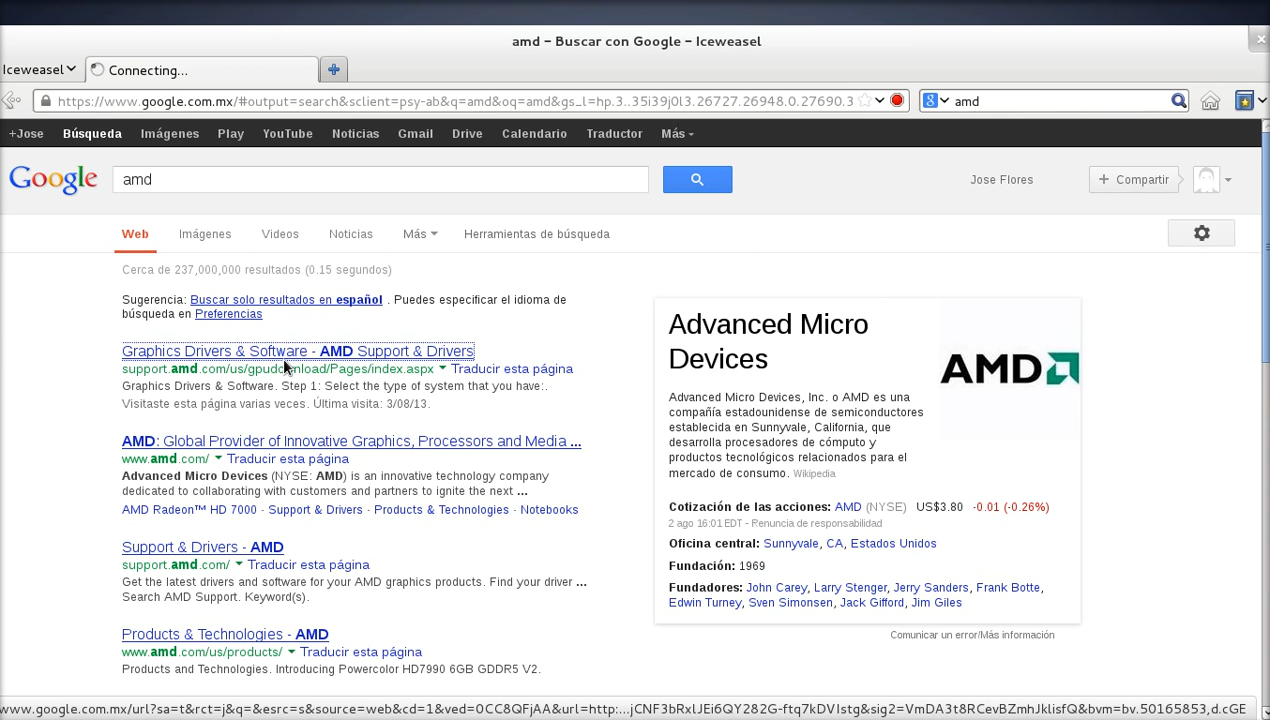 amd - Buscar con Google - Iceweasel
Iceweasel
Connecting...
https://www.google.com.mx/#output=search&sclient=psy-ab&q=amd&oq=amd&gs_l=hp.3..35i39j0l3.26727.26948.0.27690.3
amd
+Jose Búsqueda Imágenes Play YouTube Noticias Gmail Drive Calendario Traductor Más
Google
amd
Jose Flores
+ Compartir
Web Imágenes Videos Noticias Más Herramientas de búsqueda
Cerca de 237,000,000 resultados (0.15 segundos)
Sugerencia: Buscar solo resultados en español . Puedes especificar el idioma de
búsqueda en Preferencias
Graphics Drivers & Software - AMD Support & Drivers
support.amd.com/us/gpudownload/Pages/index.aspx Traducir esta página
Graphics Drivers & Software. Step 1: Select the type of system that you have:.
Visitaste esta página varias veces. Última visita: 3/08/13.
AMD: Global Provider of Innovative Graphics, Processors and Media ...
www.amd.com/ Traducir esta página
Advanced Micro Devices (NYSE: AMD) is an innovative technology company
dedicated to collaborating with customers and partners to ignite the next ...
AMD Radeon™ HD 7000 · Support & Drivers · Products & Technologies · Notebooks
Support & Drivers - AMD
support.amd.com/ Traducir esta página
Get the latest drivers and software for your AMD graphics products. Find your driver ...
Search AMD Support. Keyword(s).
Products & Technologies - AMD
www.amd.com/us/products/ Traducir esta página
Products and Technologies. Introducing Powercolor HD7990 6GB GDDR5 V2.
Advanced Micro
Devices
AMD
Advanced Micro Devices, Inc. o AMD es una
compañía estadounidense de semiconductores
establecida en Sunnyvale, California, que
desarrolla procesadores de cómputo y
productos tecnológicos relacionados para el
mercado de consumo. Wikipedia
Cotización de las acciones: AMD (NYSE) US$3.80 -0.01 (-0.26%)
2 ago 16:01 EDT - Renuncia de responsabilidad
Oficina central: Sunnyvale, CA, Estados Unidos
Fundación: 1969
Fundadores: John Carey, Larry Stenger, Jerry Sanders, Frank Botte,
Edwin Turney, Sven Simonsen, Jack Gifford, Jim Giles
Comunicar un error/Más información
www.google.com.mx/url?sa=t&rct=j&q=&esrc=s&source=web&cd=1&ved=0CC8QFjAA&url=http:...jCNF3bRxlJEi6QY282G-ftq7kDVIstg&sig2=VmDA3t8RCevBZmhJklisfQ&bvm=bv.50165853,d.cGE